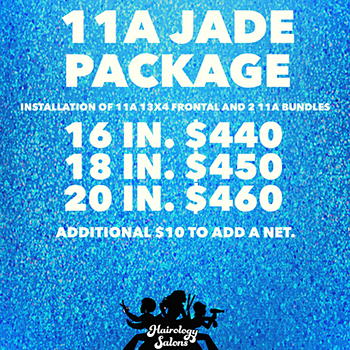 11A JADE
PACKAGE
INSTALLATION OF 11A 13X4 FRONTAL AND 2 11A BUNDLES
16 IN. $440
18 IN. $450
20 IN. $460
ADDITIONAL $10 TO ADD A NET.
Hairology
Salons